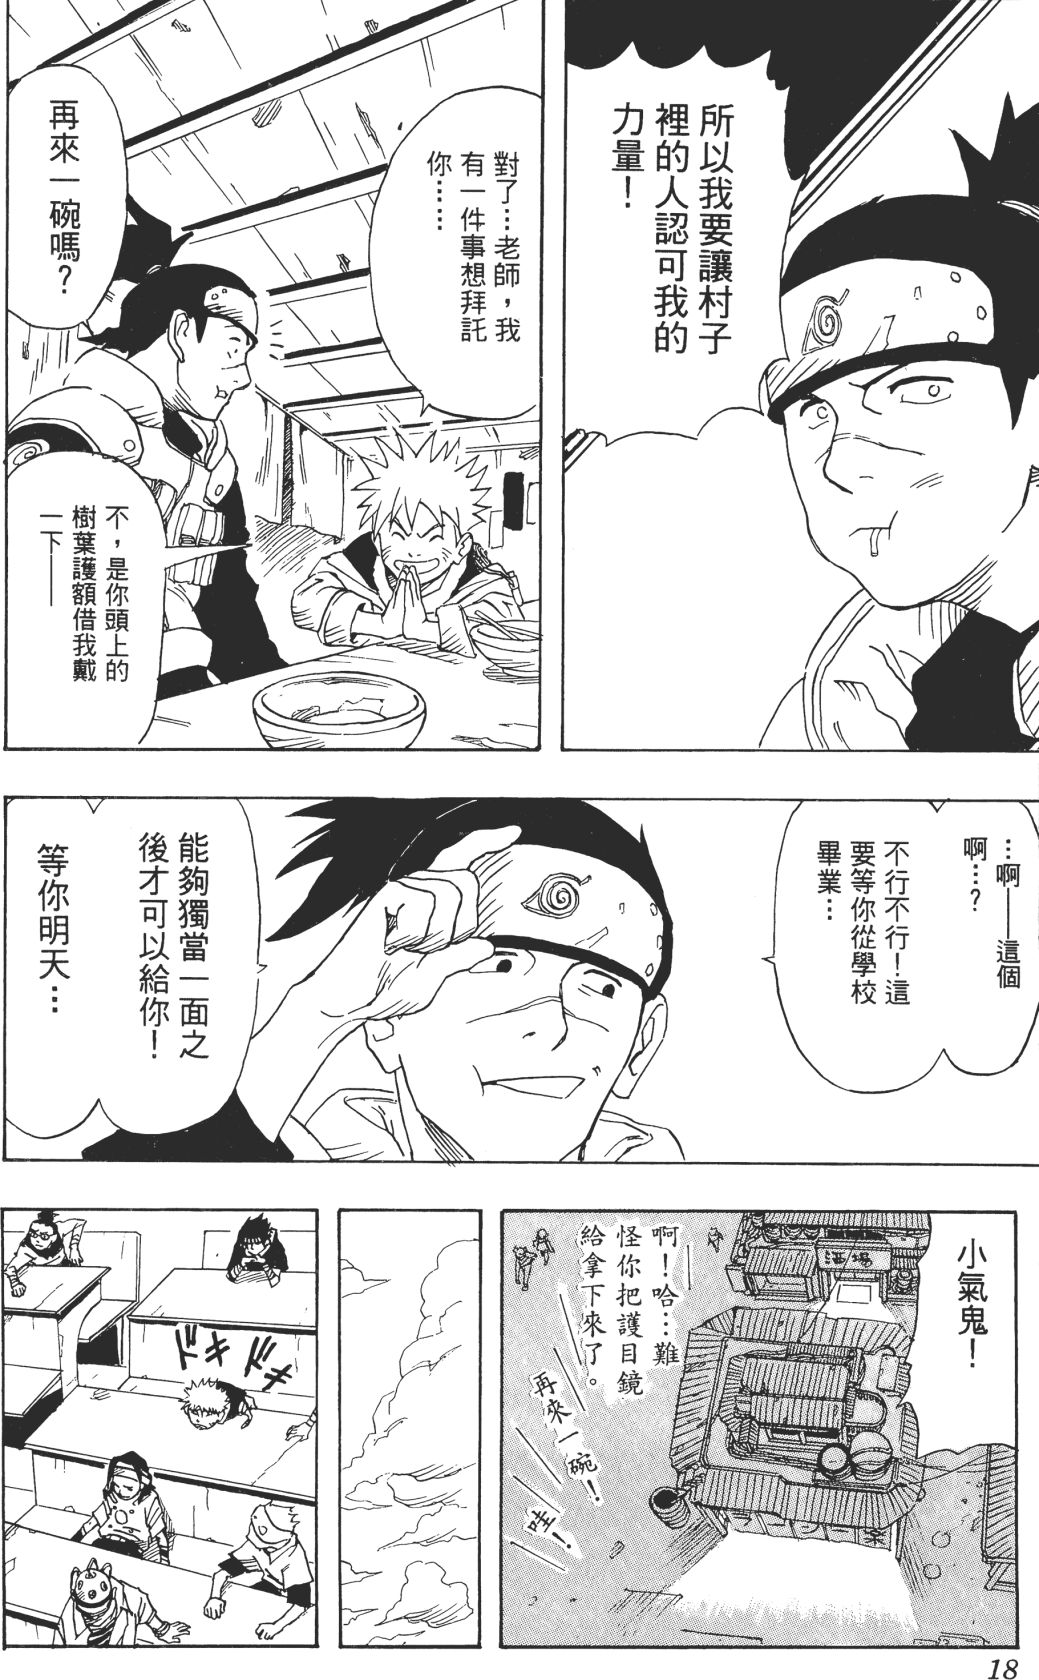 所以我要讓村子
裡的人認可我的
力量！
對了…老師，我
有一件事想拜託
你……
再來一碗嗎？
不，是你頭上的
樹葉護額借我戴
一下──
…啊──這個
啊…？
不行不行！這
要等你從學校
畢業…
能夠獨當一面之
後才可以給你！
等你明天…
小氣鬼！
酒場
啊！哈…難
怪你把護目鏡
給拿下來了。
再來一碗！
哇！
ドキ
ドキ
18